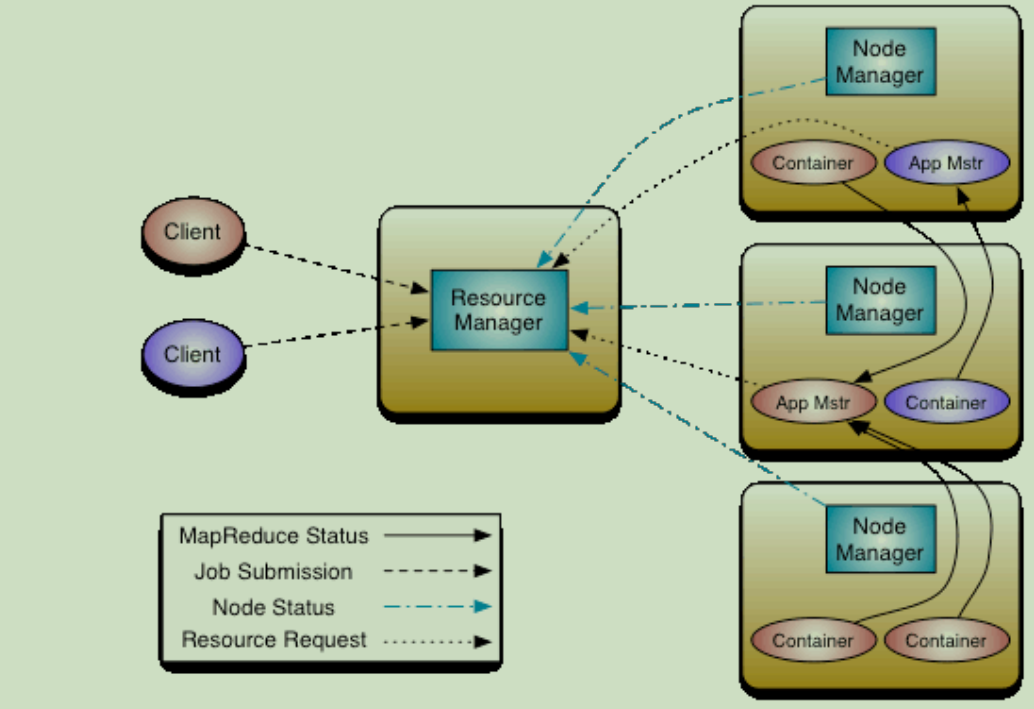 Node
Manager
Container
App Mstr
Client
Client
Resource
Manager
Node
Manager
App Mstr
Container
Node
Manager
Container
Container
MapReduce Status
Job Submission
Node Status
Resource Request